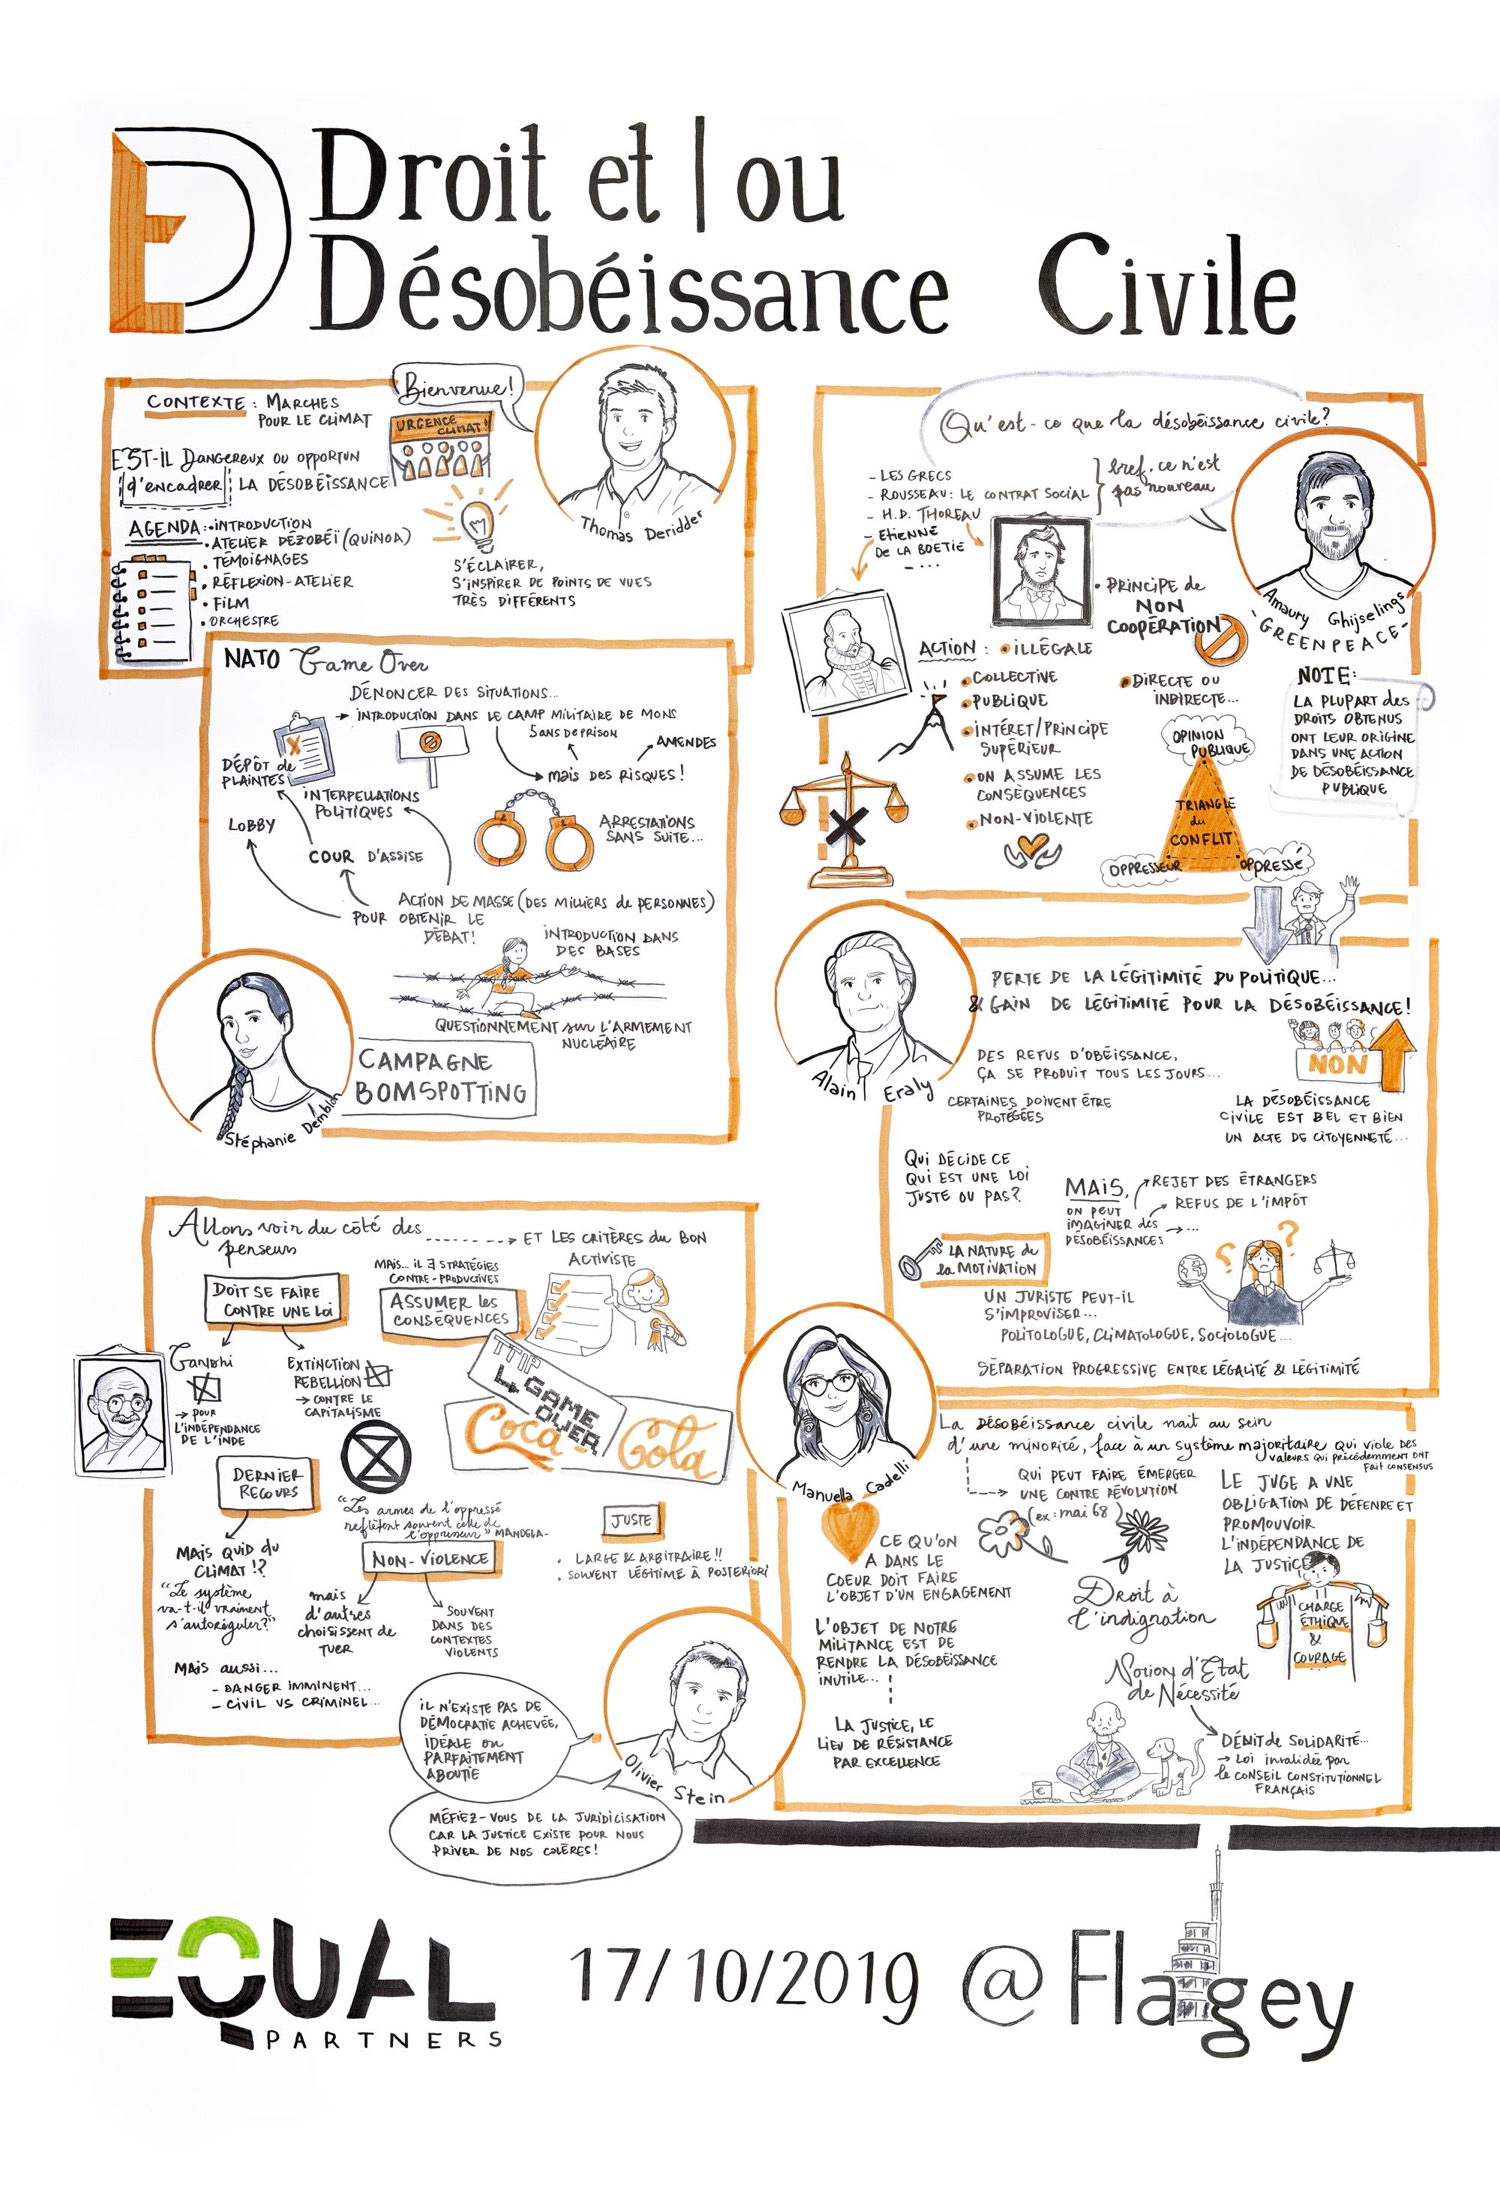 Droit et | ou
Désobéissance Civile
CONTEXTE : MARCHES
POUR LE CLIMAT
Bienvenue!
URGENCE
CLIMAT!
EST-IL DANGEREUX OU OPPORTUN
d'encadrer LA DÉSOBÉISSANCE
AGENDA : • INTRODUCTION
• ATELIER DÉZOBÉÏ (QUINOA)
• TÉMOIGNAGES
• RÉFLEXION-ATELIER
• FILM
• ORCHESTRE
S'ÉCLAIRER,
S'INSPIRER DE POINTS DE VUES
TRÈS DIFFÉRENTS
Thomas Deridder
NATO Game Over
DÉNONCER DES SITUATIONS...
→ INTRODUCTION DANS LE CAMP MILITAIRE DE MONS
SANS DE PRISON
AMENDES
→ MAIS DES RISQUES !
DÉPÔT de
PLAINTES
INTERPELLATIONS
POLITIQUES
LOBBY
COUR D'ASSISE
ARRESTATIONS
SANS SUITE...
ACTION DE MASSE (DES MILLIERS de PERSONNES)
POUR OBTENIR LE
DÉBAT!
INTRODUCTION DANS
DES BASES
QUESTIONNEMENT sur L'ARMEMENT
NUCLÉAIRE
CAMPAGNE
BOMSPOTTING
Stéphanie Demblon
Qu'est-ce que la désobéissance civile?
- LES GRECS
- ROUSSEAU : LE CONTRAT SOCIAL
- H.D. THOREAU
- ETIENNE
DE LA BOETIE
- ...
bref, ce n'est
pas nouveau
Amaury Ghijselings
-GREENPEACE-
• PRINCIPE de
NON
COOPÉRATION
ACTION : • ILLÉGALE
• COLLECTIVE
• PUBLIQUE
• INTÉRET/PRINCIPE
SUPÉRIEUR
• ON ASSUME LES
CONSÉQUENCES
• NON-VIOLENTE
• DIRECTE OU
INDIRECTE...
OPINION
PUBLIQUE
TRIANGLE
du
CONFLIT
OPPRESSEUR
OPPRESSÉ
NOTE :
LA PLUPART des
DROITS OBTENUS
ONT LEUR ORIGINE
DANS UNE ACTION
DE DÉSOBÉISSANCE
PUBLIQUE
PERTE DE LA LÉGITIMITÉ DU POLITIQUE...
& GAIN DE LÉGITIMITÉ POUR LA DÉSOBÉISSANCE!
Alain Eraly
DES REFUS D'OBÉISSANCE,
ÇA SE PRODUIT TOUS LES JOURS...
CERTAINES DOIVENT ÊTRE
PROTÉGÉES
NON
LA DÉSOBÉISSANCE
CIVILE EST BEL ET BIEN
UN ACTE DE CITOYENNETÉ...
QUI DÉCIDE CE
QUI EST UNE LOI
JUSTE OU PAS?
MAIS,
ON PEUT
IMAGINER des
DÉSOBÉISSANCES
REJET DES ÉTRANGERS
REFUS DE L'IMPÔT
...
LA NATURE de
la MOTIVATION
UN JURISTE PEUT-IL
S'IMPROVISER...
POLITOLOGUE, CLIMATOLOGUE, SOCIOLOGUE...
SÉPARATION PROGRESSIVE ENTRE LÉGALITÉ & LÉGITIMITÉ
Allons voir du côté des
penseurs
→ ET LES CRITÈRES du BON
ACTIVISTE
DOIT SE FAIRE
CONTRE UNE LOI
MAIS... IL ∃ STRATÉGIES
CONTRE-PRODUCTIVES
ASSUMER les
CONSÉQUENCES
Gandhi
→ POUR
L'INDÉPENDANCE
DE L'INDE
EXTINCTION
REBELLION
→ CONTRE LE
CAPITALISME
TTIP
GAME
OVER
Coca-Cola
DERNIER
RECOURS
MAIS QUID du
CLIMAT !?
"Le système
va-t-il vraiment
s'autoréguler?"
"Les armes de l'oppressé
reflètent souvent celle de
l'oppresseur" MANDELA-
NON-VIOLENCE
mais
d'autres
choisissent de
TUER
SOUVENT
DANS DES
CONTEXTES
VIOLENTS
JUSTE
• LARGE & ARBITRAIRE !!
• SOUVENT LÉGITIME À POSTERIORI
MAIS aussi...
- DANGER IMMINENT...
- CIVIL VS CRIMINEL...
IL N'EXISTE PAS DE
DÉMOCRATIE ACHEVÉE,
IDÉALE ou
PARFAITEMENT
ABOUTIE
Olivier Stein
MÉFIEZ-VOUS DE LA JURIDICISATION
CAR LA JUSTICE EXISTE POUR NOUS
PRIVER DE NOS COLÈRES!
Manuella Cadelli
La DÉSOBÉISSANCE civile nait au sein
d'une minorité, face à un système majoritaire QUI VIOLE DES
VALEURS QUI PRÉCÉDEMMENT ONT
FAIT CONSENSUS
QUI PEUT FAIRE ÉMERGER
UNE CONTRE RÉVOLUTION
(ex : mai 68)
LE JUGE A UNE
OBLIGATION DE DÉFENRE ET
PROMOUVOIR
L'INDÉPENDANCE DE
LA JUSTICE
CE QU'ON
A DANS LE
COEUR DOIT FAIRE
L'OBJET D'UN ENGAGEMENT
L'OBJET DE NOTRE
MILITANCE EST DE
RENDRE LA DÉSOBÉISSANCE
INUTILE...
LA JUSTICE, LE
LIEU DE RÉSISTANCE
PAR EXCELLENCE
Droit à
l'indignation
CHARGE
ÉTHIQUE
&
COURAGE
Notion d'Etat
de Nécessité
€
DÉNIT de SOLIDARITÉ...
→ Loi invalidée par
le CONSEIL CONSTITUTIONNEL
FRANÇAIS
EQUAL
PARTNERS
17/10/2019 @Flagey